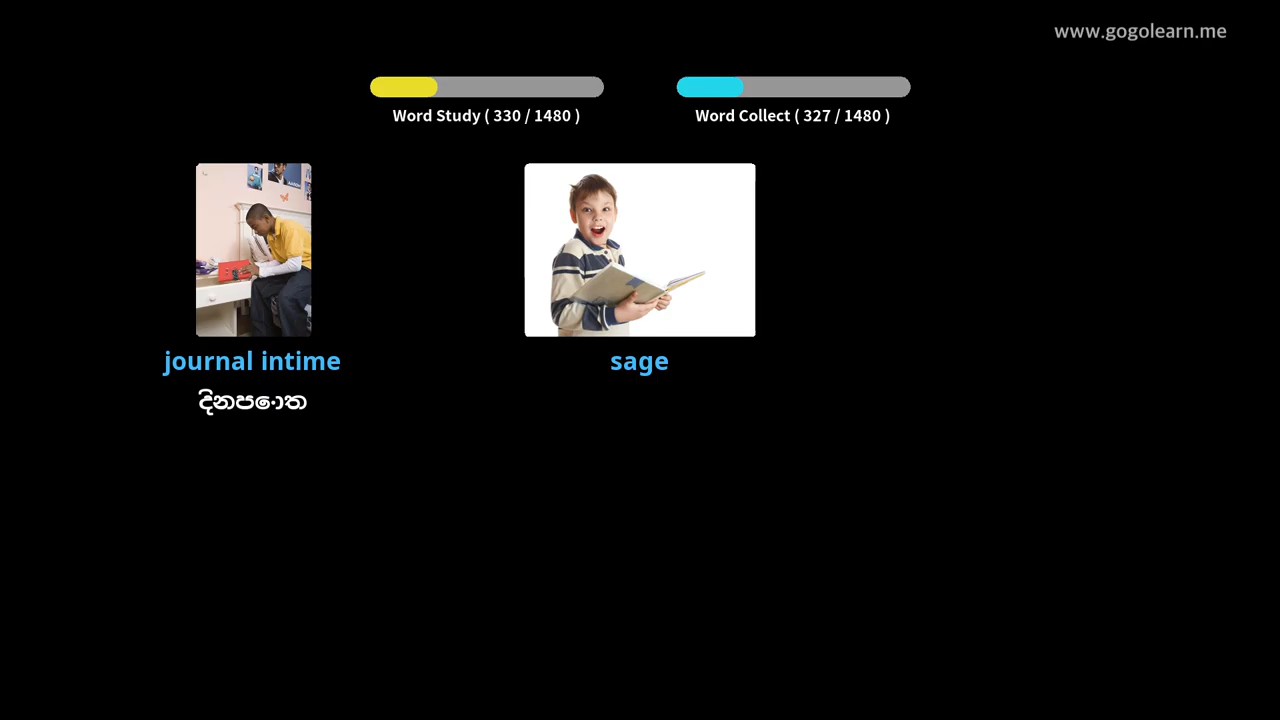 www.gogolearn.me
Word Study ( 330 / 1480 )
Word Collect ( 327 / 1480 )
journal intime
sage
දිනපොත